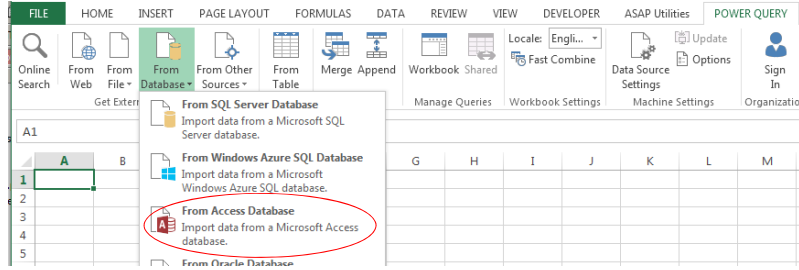 FILE HOME INSERT PAGE LAYOUT FORMULAS DATA REVIEW VIEW DEVELOPER ASAP Utilities POWER QUERY
Locale: Engli...
Update
Fast Combine
Options
Online Search
From Web
From File
From Database
From Other Sources
From Table
Merge
Append
Workbook
Shared
Data Source Settings
Sign In
Get Extern
Manage Queries
Workbook Settings
Machine Settings
Organizatio
From SQL Server Database
Import data from a Microsoft SQL
Server database.
A1
From Windows Azure SQL Database
Import data from a Microsoft
Windows Azure SQL database.
A B G H I J K L M
1
2
3
4
5
From Access Database
Import data from a Microsoft Access
database.
From Oracle Database